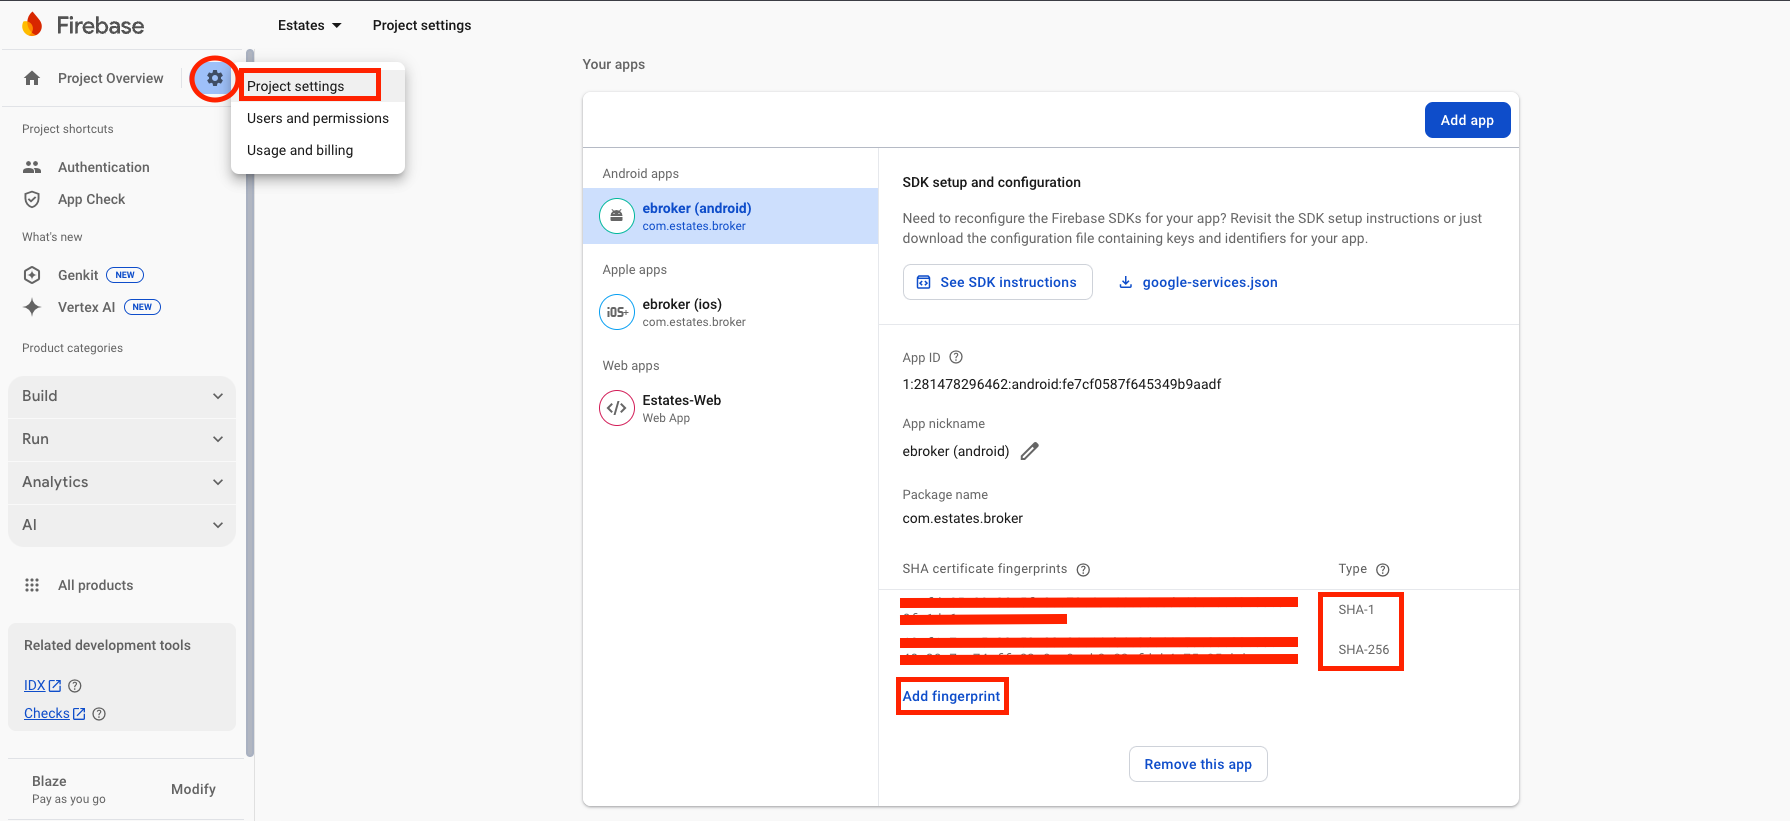 Firebase
Estates
Project settings
Project Overview
Project settings
Users and permissions
Usage and billing
Project shortcuts
Authentication
App Check
What's new
Genkit NEW
Vertex AI NEW
Product categories
Build
Run
Analytics
AI
All products
Related development tools
IDX
Checks
Blaze
Pay as you go
Modify
Your apps
Add app
Android apps
ebroker (android)
com.estates.broker
Apple apps
iOS+
ebroker (ios)
com.estates.broker
Web apps
Estates-Web
Web App
SDK setup and configuration
Need to reconfigure the Firebase SDKs for your app? Revisit the SDK setup instructions or just
download the configuration file containing keys and identifiers for your app.
See SDK instructions
google-services.json
App ID
1:281478296462:android:fe7cf0587f645349b9aadf
App nickname
ebroker (android)
Package name
com.estates.broker
SHA certificate fingerprints
Type
SHA-1
SHA-256
Add fingerprint
Remove this app